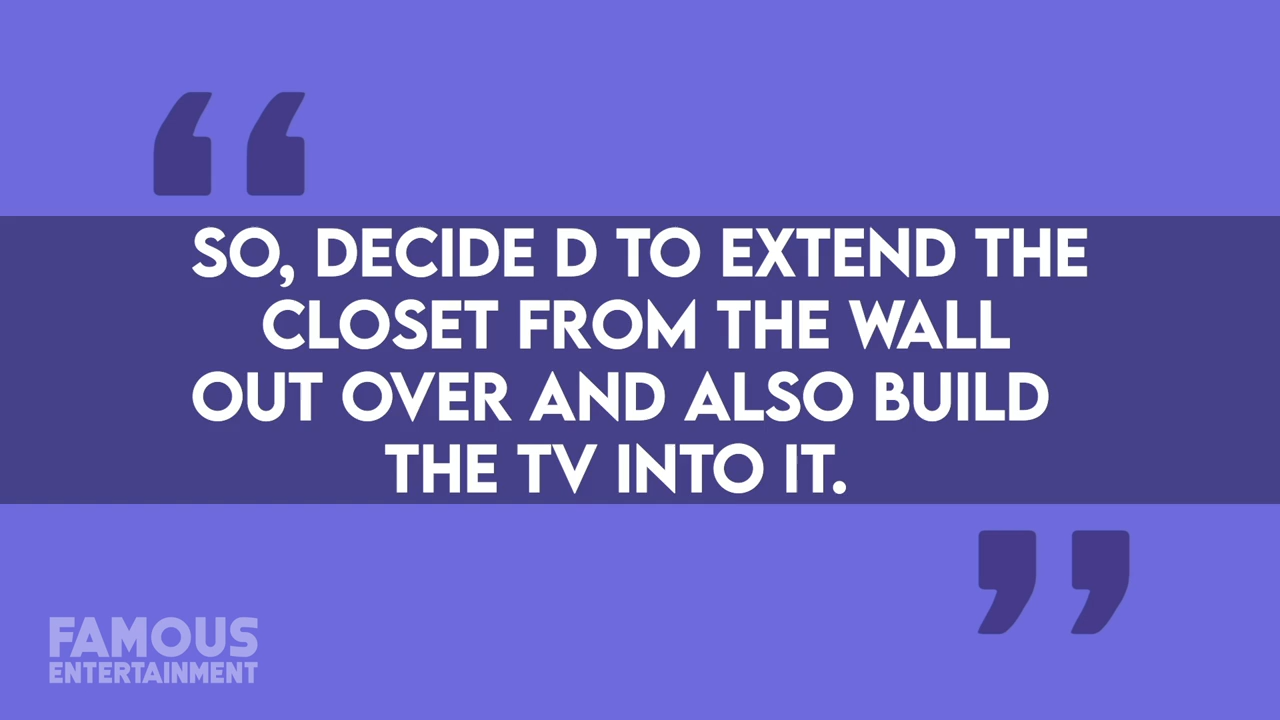 “
SO, DECIDE D TO EXTEND THE
CLOSET FROM THE WALL
OUT OVER AND ALSO BUILD
THE TV INTO IT.
”
FAMOUS
ENTERTAINMENT